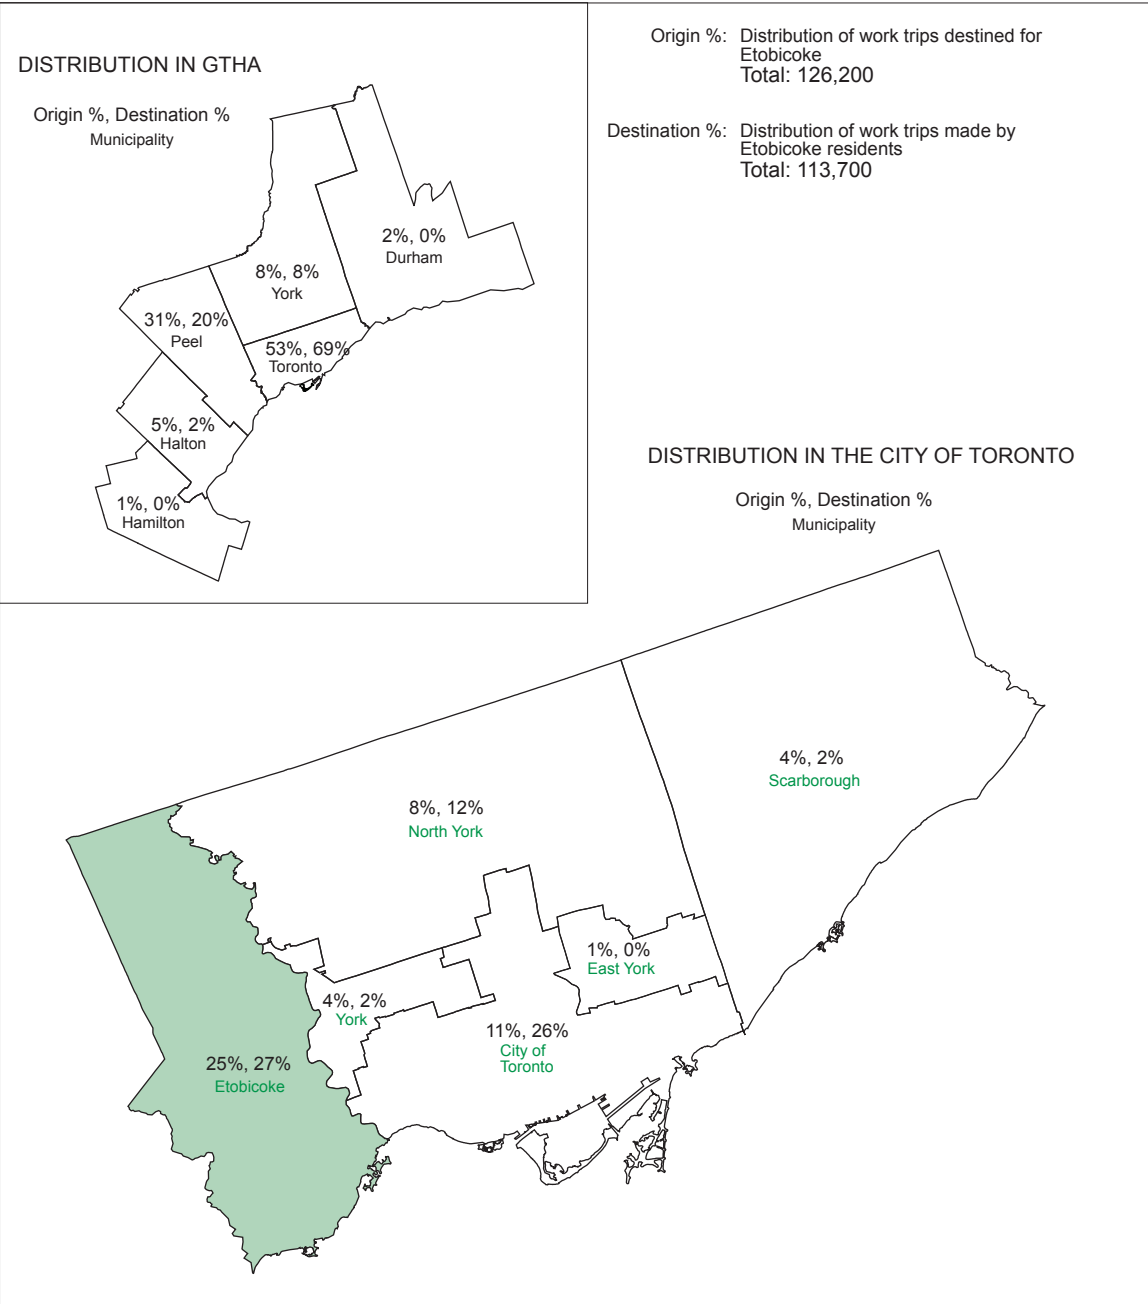 DISTRIBUTION IN GTHA
Origin %, Destination %
Municipality
2%, 0%
Durham
8%, 8%
York
31%, 20%
Peel
53%, 69%
Toronto
5%, 2%
Halton
1%, 0%
Hamilton
Origin %: Distribution of work trips destined for
Etobicoke
Total: 126,200
Destination %: Distribution of work trips made by
Etobicoke residents
Total: 113,700
DISTRIBUTION IN THE CITY OF TORONTO
Origin %, Destination %
Municipality
4%, 2%
Scarborough
8%, 12%
North York
1%, 0%
East York
4%, 2%
York
11%, 26%
City of
Toronto
25%, 27%
Etobicoke